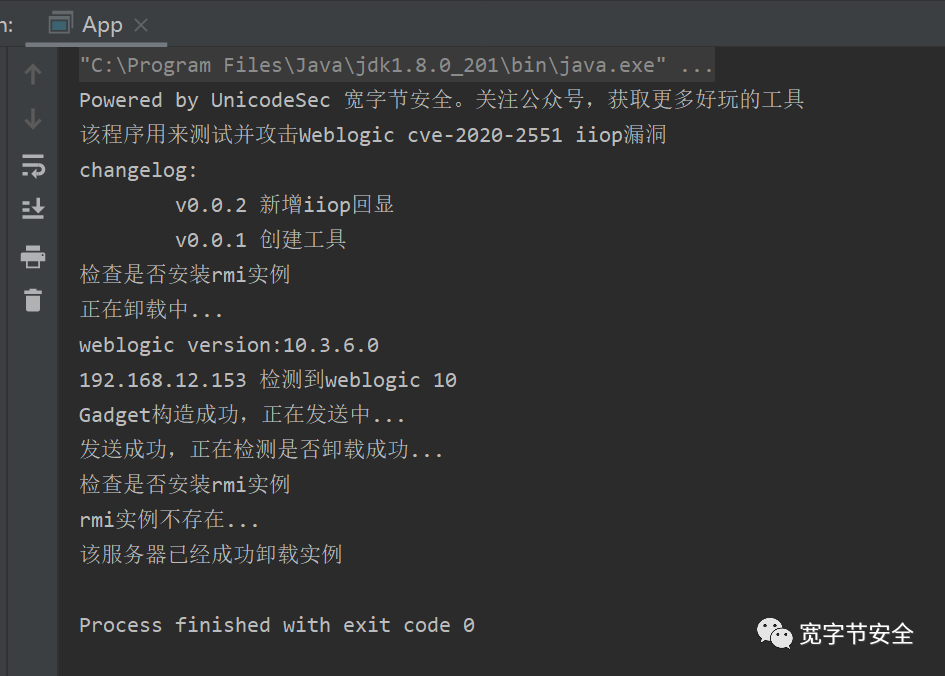 n:
App
"C:\Program Files\Java\jdk1.8.0_201\bin\java.exe" ...
Powered by UnicodeSec 宽字节安全。关注公众号，获取更多好玩的工具
该程序用来测试并攻击Weblogic cve-2020-2551 iiop漏洞
changelog:
v0.0.2 新增iiop回显
v0.0.1 创建工具
检查是否安装rmi实例
正在卸载中...
weblogic version:10.3.6.0
192.168.12.153 检测到weblogic 10
Gadget构造成功，正在发送中...
发送成功，正在检测是否卸载成功...
检查是否安装rmi实例
rmi实例不存在...
该服务器已经成功卸载实例
Process finished with exit code 0
宽字节安全